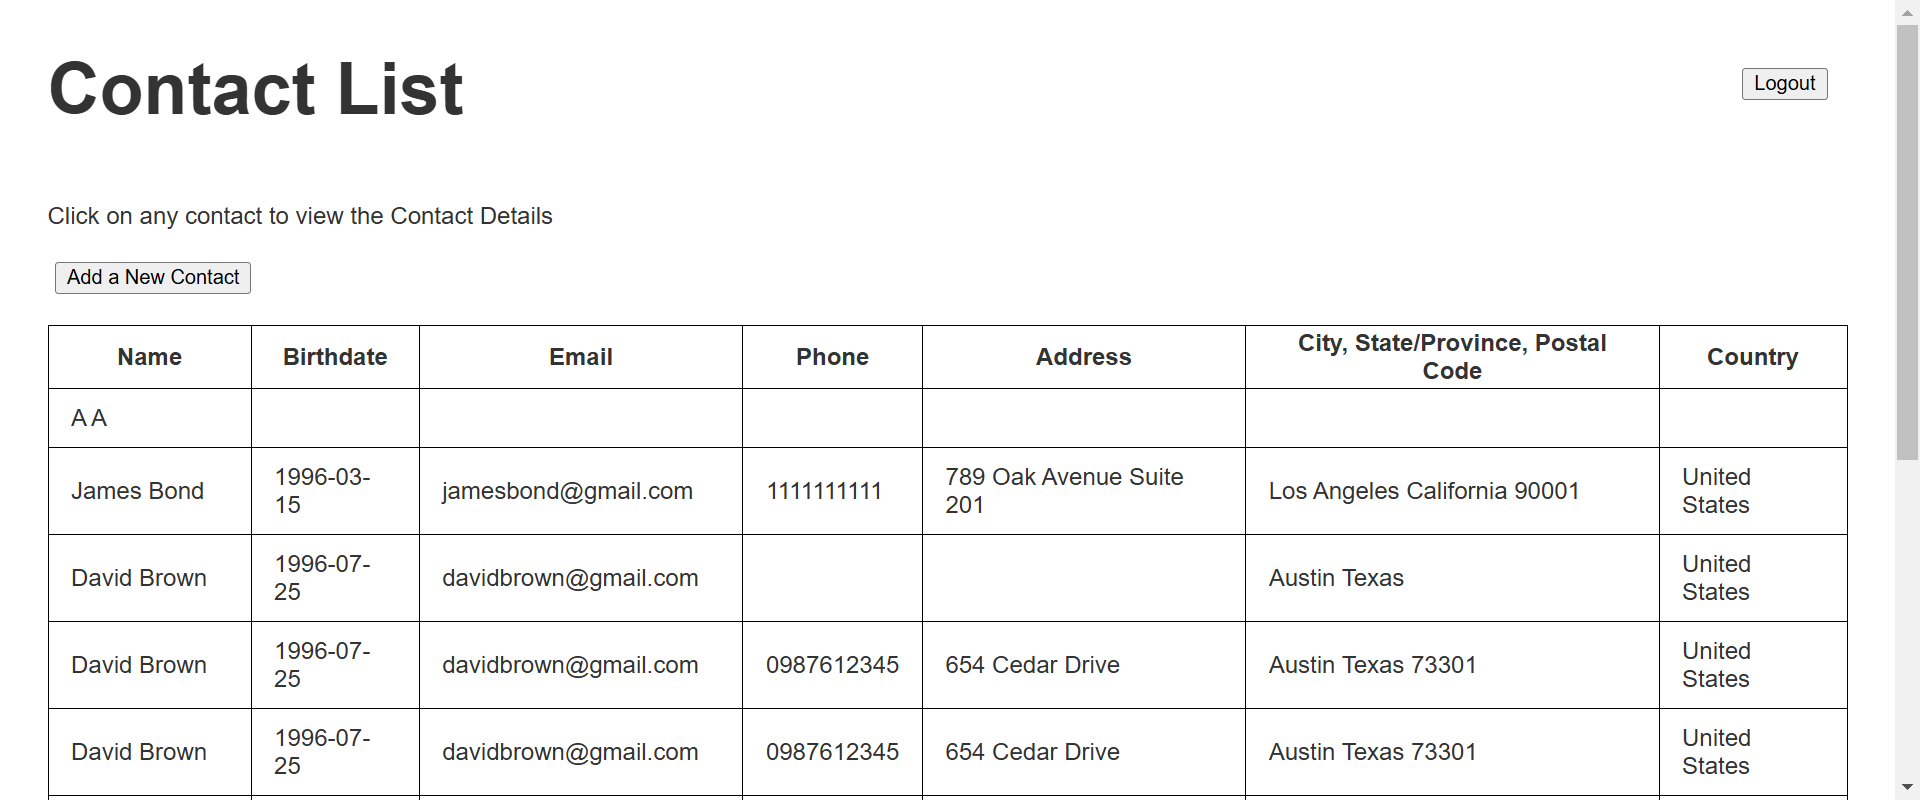 Contact List
Logout
Click on any contact to view the Contact Details
Add a New Contact
Name Birthdate Email Phone Address City, State/Province, Postal Code Country
A A
James Bond 1996-03-15 jamesbond@gmail.com 1111111111 789 Oak Avenue Suite 201 Los Angeles California 90001 United States
David Brown 1996-07-25 davidbrown@gmail.com Austin Texas United States
David Brown 1996-07-25 davidbrown@gmail.com 0987612345 654 Cedar Drive Austin Texas 73301 United States
David Brown 1996-07-25 davidbrown@gmail.com 0987612345 654 Cedar Drive Austin Texas 73301 United States